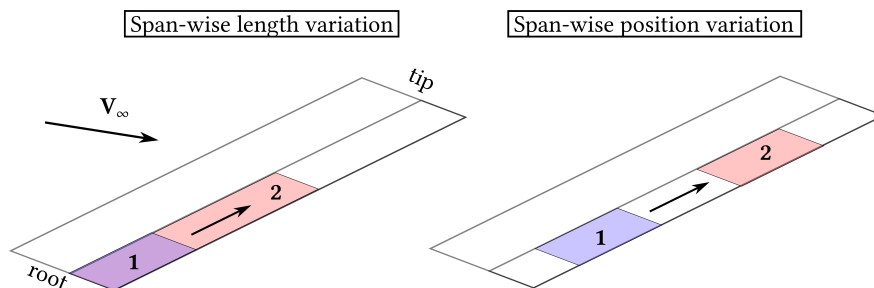 Span-wise length variation
Span-wise position variation
tip
V∞
2
1
root
2
1